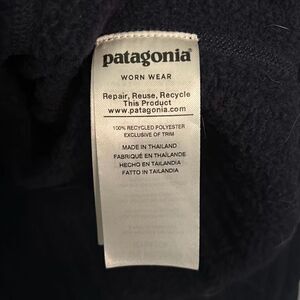 patagonia®
WORN WEAR
Repair, Reuse, Recycle
This Product
www.patagonia.com
100% RECYCLED POLYESTER
EXCLUSIVE OF TRIM
MADE IN THAILAND
FABRIQUÉ EN THAÏLANDE
HECHO EN TAILANDIA
FATTO IN TAILANDIA